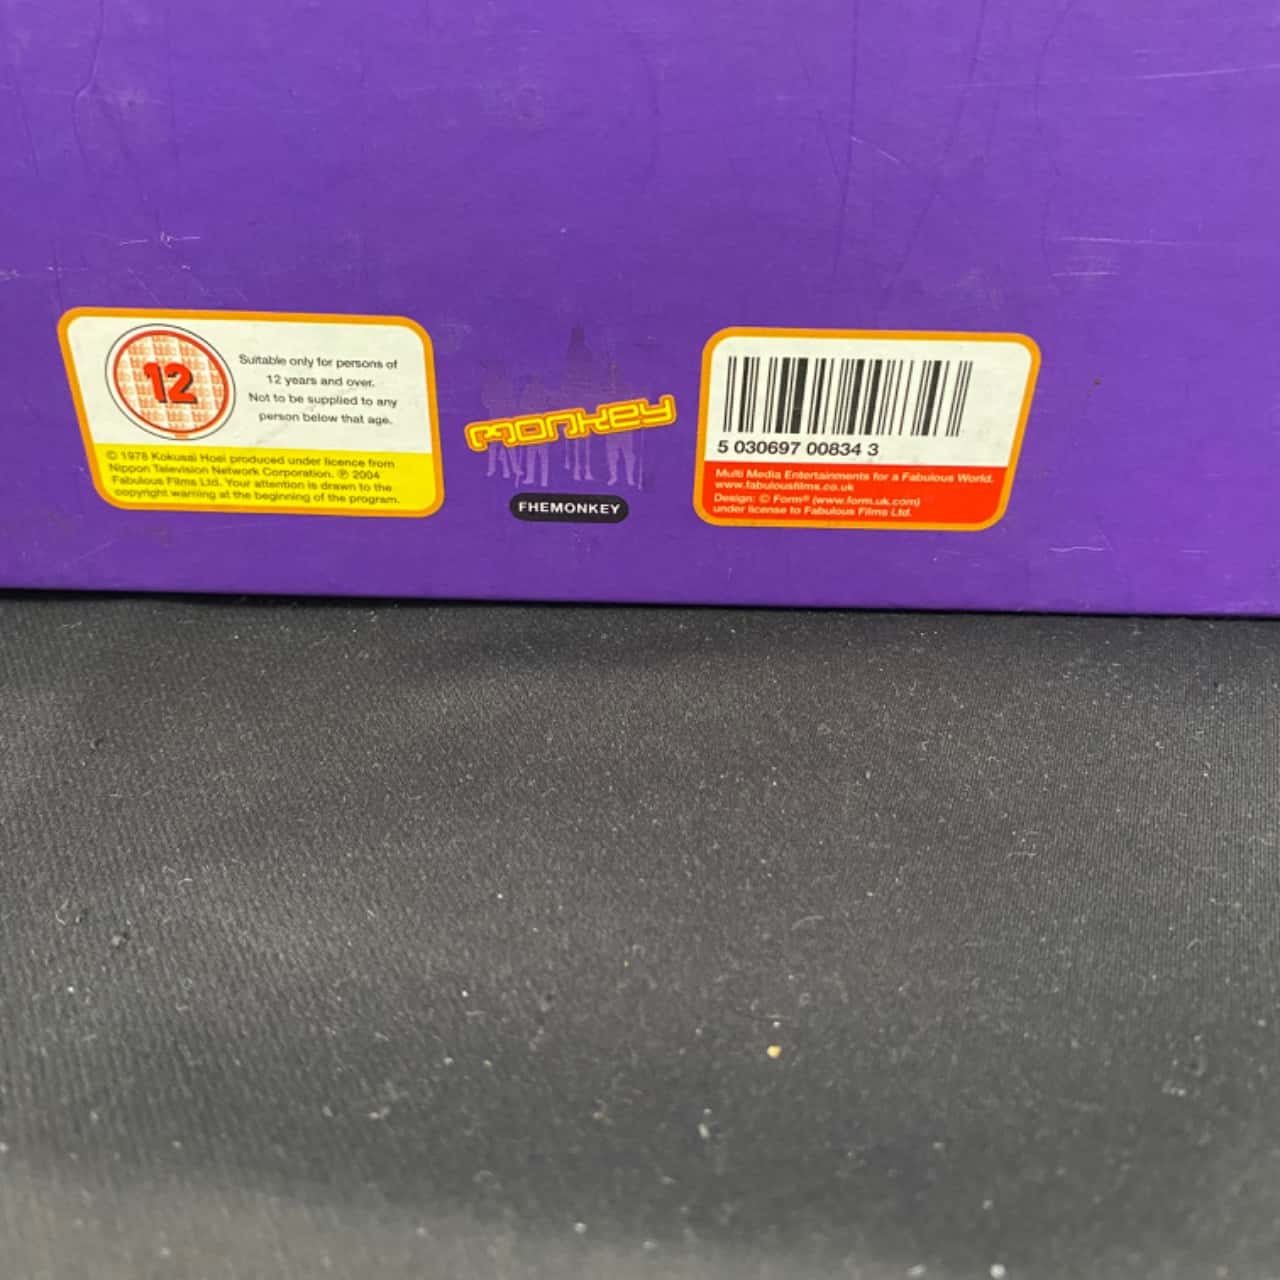 12
Suitable only for persons of
12 years and over.
Not to be supplied to any
person below that age.
© 1978 Kokusai Hoei produced under licence from
Nippon Television Network Corporation. ℗ 2004
Fabulous Films Ltd. Your attention is drawn to the
copyright warning at the beginning of the program.
monkey
FHEMONKEY
5 030697 00834 3
Multi Media Entertainments for a Fabulous World.
www.fabulousfilms.co.uk
Design: © Form® (www.form.uk.com)
under license to Fabulous Films Ltd.